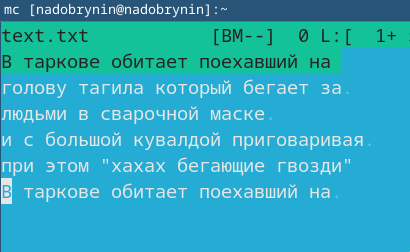 mc [nadobrynin@nadobrynin]:~
text.txt [BM--] 0 L:[ 1+
В таркове обитает поехавший на
голову тагила который бегает за.
людьми в сварочной маске.
и с большой кувалдой приговаривая.
при этом "хахах бегающие гвозди"
В таркове обитает поехавший на.